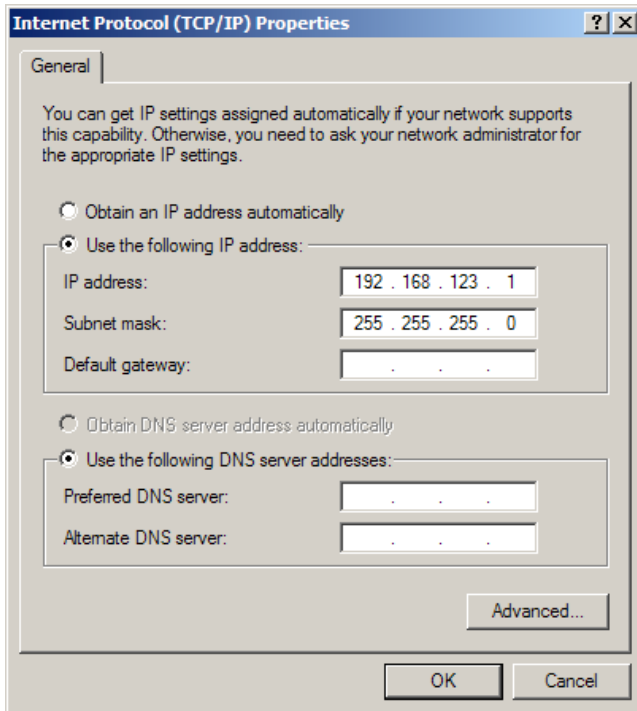 Internet Protocol (TCP/IP) Properties
General
You can get IP settings assigned automatically if your network supports
this capability. Otherwise, you need to ask your network administrator for
the appropriate IP settings.
Obtain an IP address automatically
Use the following IP address:
IP address: 192 . 168 . 123 . 1
Subnet mask: 255 . 255 . 255 . 0
Default gateway: . . .
Obtain DNS server address automatically
Use the following DNS server addresses:
Preferred DNS server: . . .
Alternate DNS server: . . .
Advanced...
OK Cancel